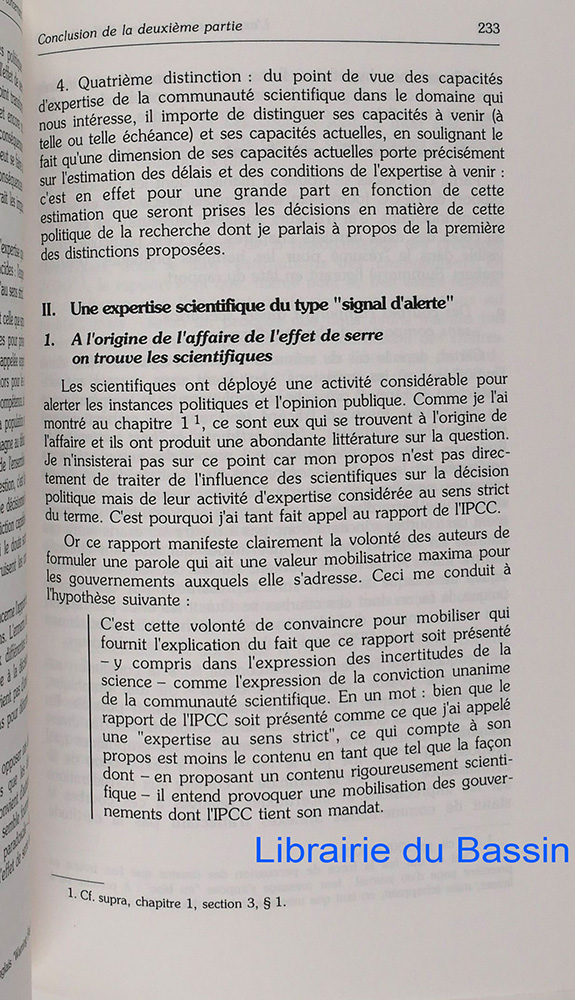 Conclusion de la deuxième partie 233
4. Quatrième distinction : du point de vue des capacités
d'expertise de la communauté scientifique dans le domaine qui
nous intéresse, il importe de distinguer ses capacités à venir (à
telle ou telle échéance) et ses capacités actuelles, en soulignant le
fait qu'une dimension de ses capacités actuelles porte précisément
sur l'estimation des délais et des conditions de l'expertise à venir :
c'est en effet pour une grande part en fonction de cette
estimation que seront prises les décisions en matière de cette
politique de la recherche dont je parlais à propos de la première
des distinctions proposées.
II. Une expertise scientifique du type "signal d'alerte"
1. A l'origine de l'affaire de l'effet de serre
on trouve les scientifiques
Les scientifiques ont déployé une activité considérable pour
alerter les instances politiques et l'opinion publique. Comme je l'ai
montré au chapitre 1 1, ce sont eux qui se trouvent à l'origine de
l'affaire et ils ont produit une abondante littérature sur la question.
Je n'insisterai pas sur ce point car mon propos n'est pas direc-
tement de traiter de l'influence des scientifiques sur la décision
politique mais de leur activité d'expertise considérée au sens strict
du terme. C'est pourquoi j'ai tant fait appel au rapport de l'IPCC.
Or ce rapport manifeste clairement la volonté des auteurs de
formuler une parole qui ait une valeur mobilisatrice maxima pour
les gouvernements auxquels elle s'adresse. Ceci me conduit à
l'hypothèse suivante :
C'est cette volonté de convaincre pour mobiliser qui
fournit l'explication du fait que ce rapport soit présenté
– y compris dans l'expression des incertitudes de la
science – comme l'expression de la conviction unanime
de la communauté scientifique. En un mot : bien que le
rapport de l'IPCC soit présenté comme ce que j'ai appelé
une "expertise au sens strict", ce qui compte à son
propos est moins le contenu en tant que tel que la façon
dont – en proposant un contenu rigoureusement scienti-
fique – il entend provoquer une mobilisation des gouver-
nements dont l'IPCC tient son mandat.
Librairie du Bassin
1. Cf. supra, chapitre 1, section 3, § 1.